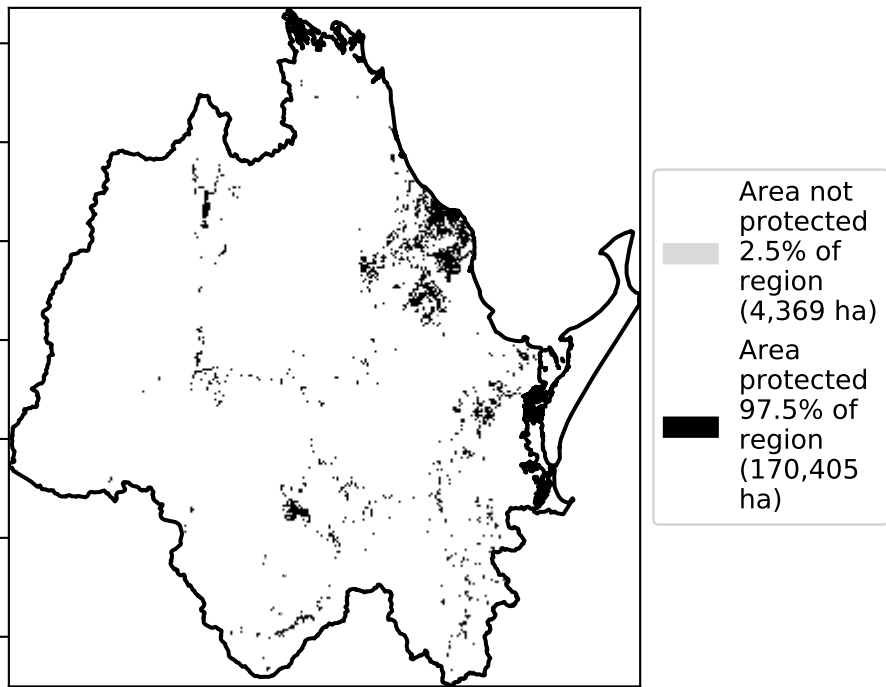 Area not
protected
2.5% of
region
(4,369 ha)
Area
protected
97.5% of
region
(170,405
ha)